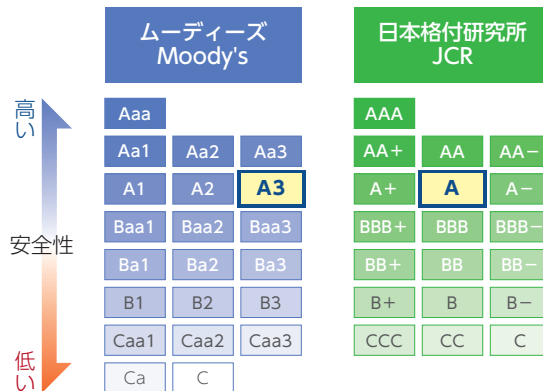 ムーディーズ
Moody's
日本格付研究所
JCR
高い
安全性
低い
Aaa
Aa1 Aa2 Aa3
A1 A2 A3
Baa1 Baa2 Baa3
Ba1 Ba2 Ba3
B1 B2 B3
Caa1 Caa2 Caa3
Ca C
AAA
AA+ AA AA−
A+ A A−
BBB+ BBB BBB−
BB+ BB BB−
B+ B B−
CCC CC C